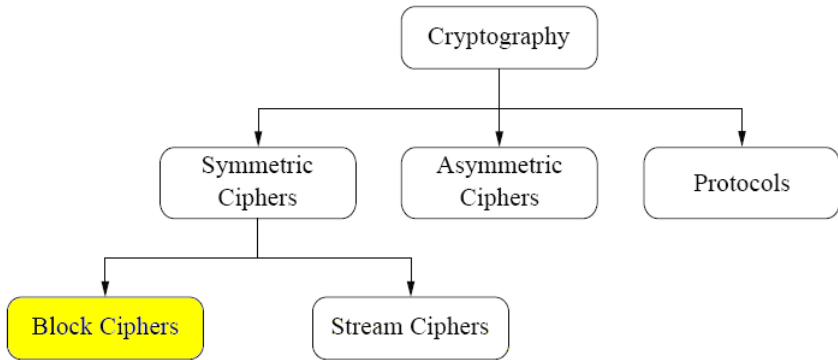 Cryptography
Symmetric
Ciphers
Asymmetric
Ciphers
Protocols
Block Ciphers
Stream Ciphers